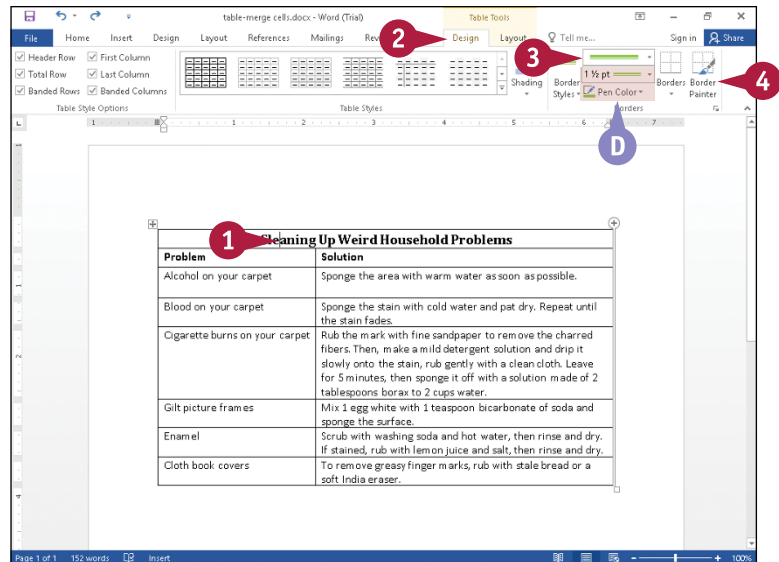 table-merge cells.docx - Word (Trial)
Table Tools
File Home Insert Design Layout References Mailings Design Layout Tell me... Sign in Share
2
Header Row First Column
Total Row Last Column
Banded Rows Banded Columns
Table Style Options
Table Styles
Shading
3
Border Styles
1 ½ pt
Pen Color
Borders
Border Painter
4
Borders
D
1 1 2 3 4 5 6 7
1
Cleaning Up Weird Household Problems
Problem Solution
Alcohol on your carpet Sponge the area with warm water as soon as possible.
Blood on your carpet Sponge the stain with cold water and pat dry. Repeat until
the stain fades.
Cigarette burns on your carpet Rub the mark with fine sandpaper to remove the charred
fibers. Then, make a mild detergent solution and drip it
slowly onto the stain, rub gently with a clean cloth. Leave
for 5 minutes, then sponge it off with a solution made of 2
tablespoons borax to 2 cups water.
Gilt picture frames Mix 1 egg white with 1 teaspoon bicarbonate of soda and
sponge the surface.
Enamel Scrub with washing soda and hot water, then rinse and dry.
If stained, rub with lemon juice and salt, then rinse and dry.
Cloth book covers To remove greasy finger marks, rub with stale bread or a
soft India eraser.
Page 1 of 1 152 words Insert 100%